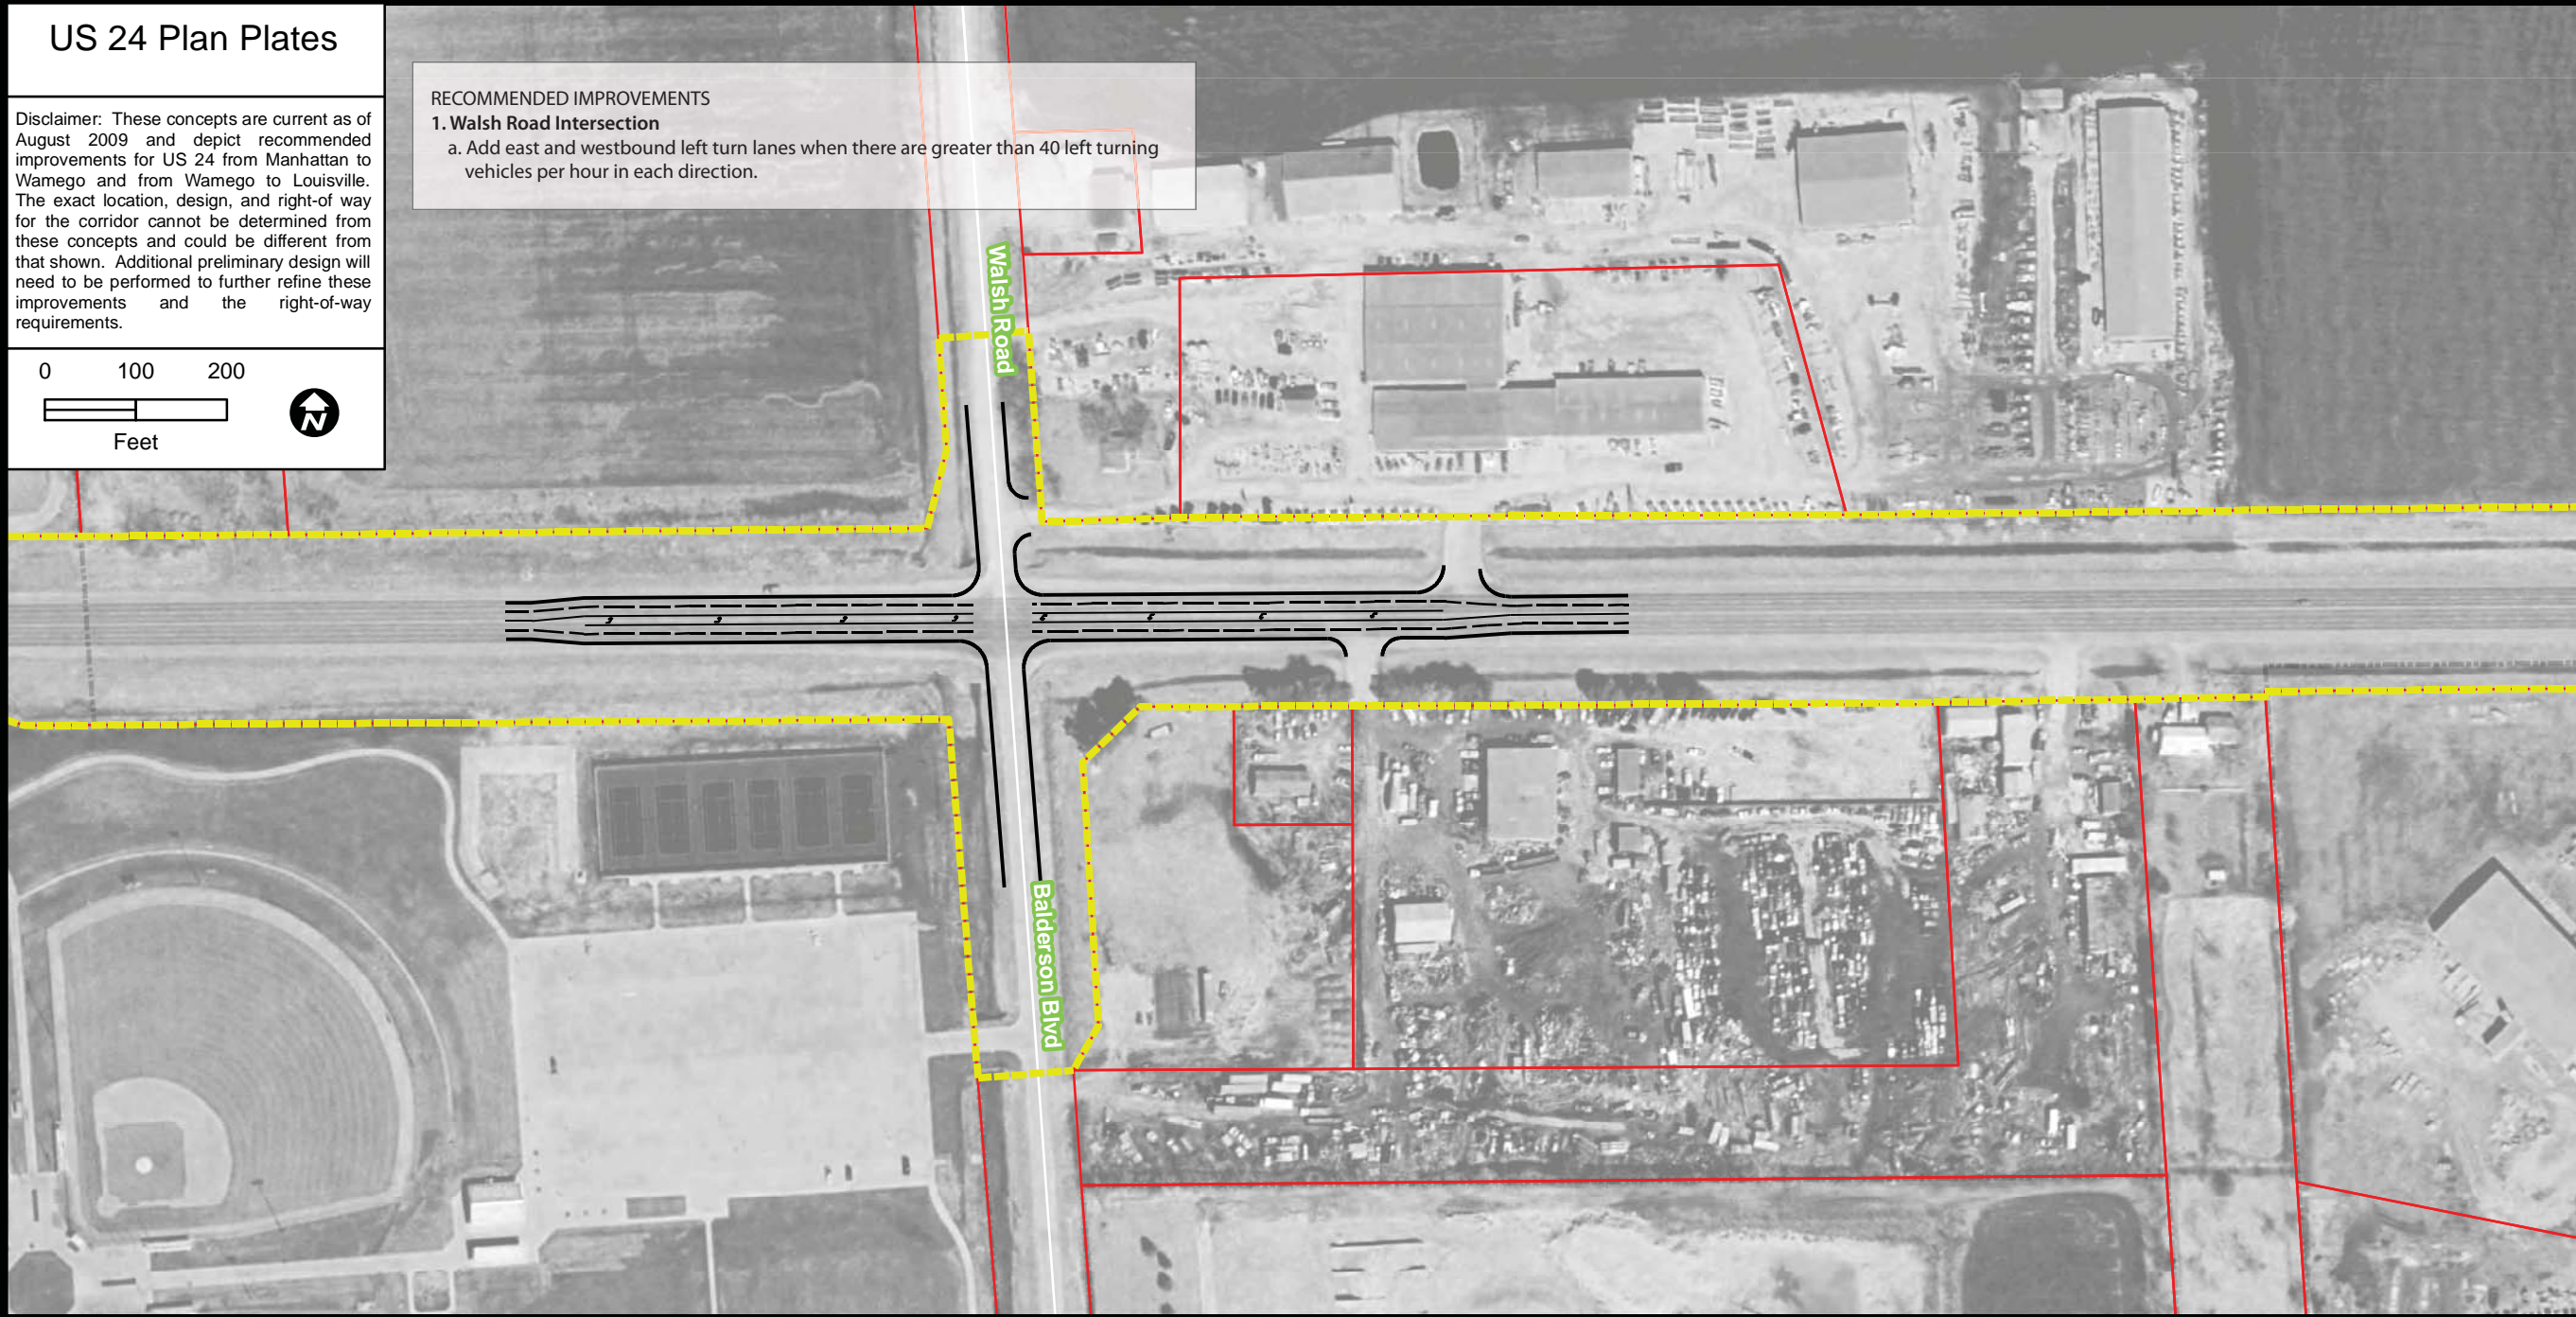 US 24 Plan Plates
Disclaimer: These concepts are current as of
August 2009 and depict recommended
improvements for US 24 from Manhattan to
Wamego and from Wamego to Louisville.
The exact location, design, and right-of way
for the corridor cannot be determined from
these concepts and could be different from
that shown. Additional preliminary design will
need to be performed to further refine these
improvements and the right-of-way
requirements.
0 100 200
Feet
N
RECOMMENDED IMPROVEMENTS
1. Walsh Road Intersection
a. Add east and westbound left turn lanes when there are greater than 40 left turning
vehicles per hour in each direction.
Walsh Road
Balderson Blvd